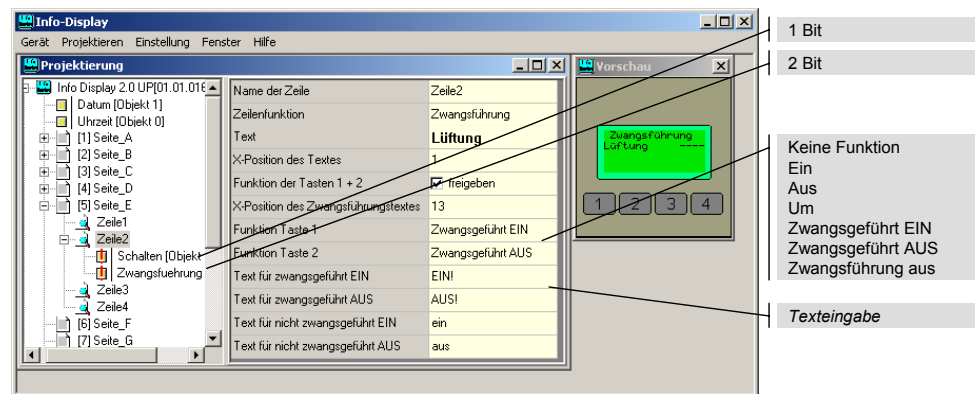 Info-Display
Gerät Projektieren Einstellung Fenster Hilfe
Projektierung
Info Display 2.0 UP[01.01.01
Datum [Objekt 1]
Uhrzeit [Objekt 0]
[1] Seite_A
[2] Seite_B
[3] Seite_C
[4] Seite_D
[5] Seite_E
Zeile1
Zeile2
Schalten [Objekt
Zwangsfuehrung
Zeile3
Zeile4
[6] Seite_F
[7] Seite_G
Name der Zeile Zeile2
Zeilenfunktion Zwangsführung
Text Lüftung
X-Position des Textes 1
Funktion der Tasten 1 + 2 freigeben
X-Position des Zwangsführungstextes 13
Funktion Taste 1 Zwangsgeführt EIN
Funktion Taste 2 Zwangsgeführt AUS
Text für zwangsgeführt EIN EIN!
Text für zwangsgeführt AUS AUS!
Text für nicht zwangsgeführt EIN ein
Text für nicht zwangsgeführt AUS aus
Vorschau
Zwangsführung
Lüftung ----
1 2 3 4
1 Bit
2 Bit
Keine Funktion
Ein
Aus
Um
Zwangsgeführt EIN
Zwangsgeführt AUS
Zwangsführung aus
Texteingabe